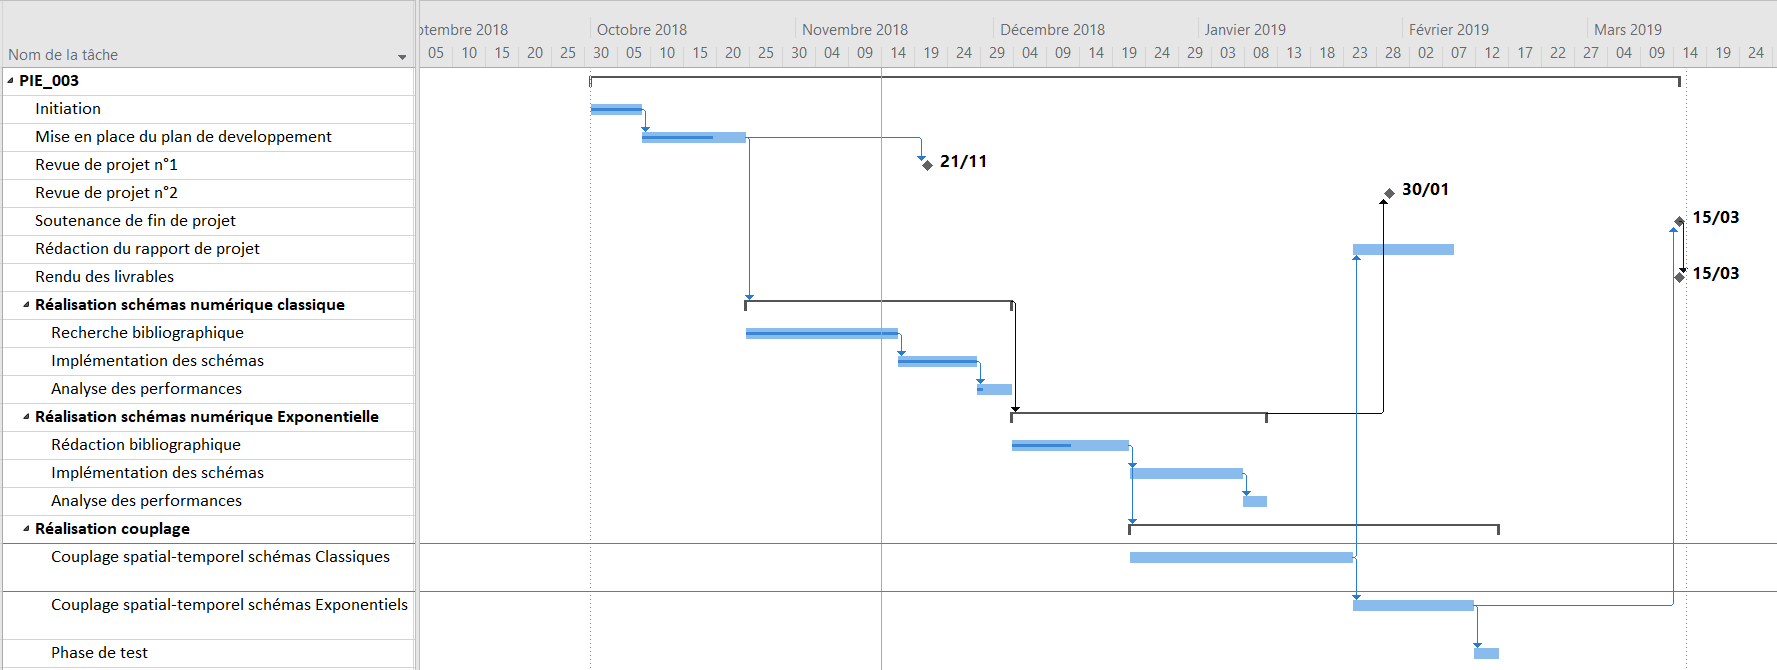 ptembre 2018 Octobre 2018 Novembre 2018 Décembre 2018 Janvier 2019 Février 2019 Mars 2019
Nom de la tâche 05 10 15 20 25 30 05 10 15 20 25 30 04 09 14 19 24 29 04 09 14 19 24 29 03 08 13 18 23 28 02 07 12 17 22 27 04 09 14 19 24
PIE_003
Initiation
Mise en place du plan de developpement
Revue de projet n°1 21/11
Revue de projet n°2 30/01
Soutenance de fin de projet 15/03
Rédaction du rapport de projet
Rendu des livrables 15/03
Réalisation schémas numérique classique
Recherche bibliographique
Implémentation des schémas
Analyse des performances
Réalisation schémas numérique Exponentielle
Rédaction bibliographique
Implémentation des schémas
Analyse des performances
Réalisation couplage
Couplage spatial-temporel schémas Classiques
Couplage spatial-temporel schémas Exponentiels
Phase de test